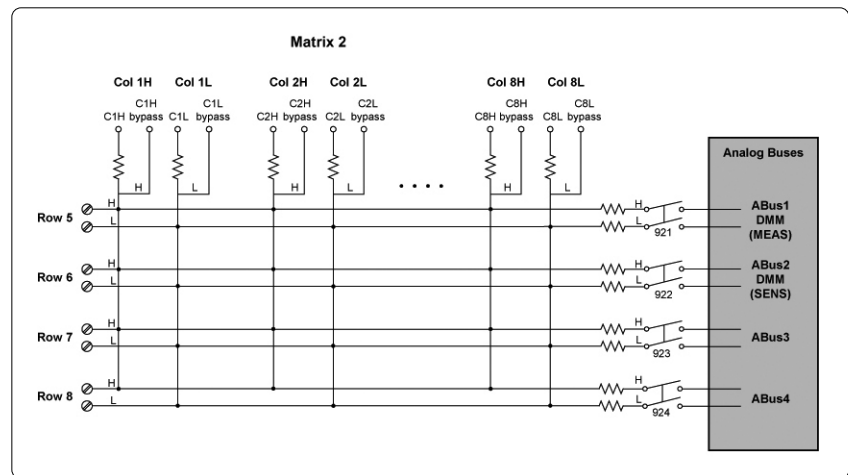 Matrix 2
Col 1H Col 1L Col 2H Col 2L Col 8H Col 8L
C1H C1L C2H C2L C8H C8L
C1H bypass C1L bypass C2H bypass C2L bypass C8H bypass C8L bypass
H L H L H L
Analog Buses
Row 5 H H ABus1
L L 921 DMM
(MEAS)
Row 6 H H ABus2
L L 922 DMM
(SENS)
Row 7 H H ABus3
L L 923
Row 8 H H ABus4
L L 924